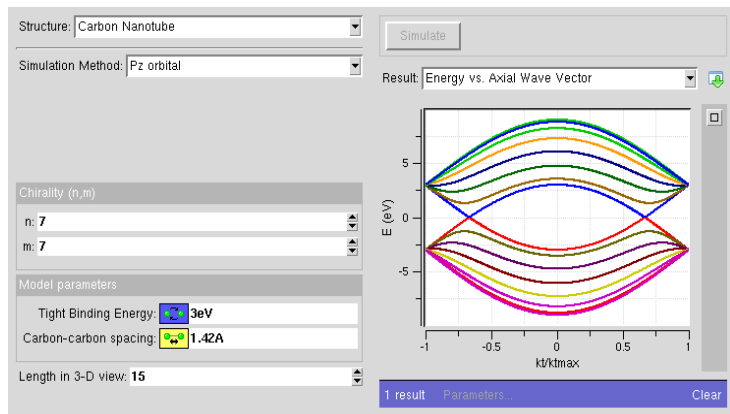 Structure: Carbon Nanotube
Simulation Method: Pz orbital
Chirality (n,m)
n: 7
m: 7
Model parameters
Tight Binding Energy: 3eV
Carbon-carbon spacing: 1.42A
Length in 3-D view: 15
Simulate
Result: Energy vs. Axial Wave Vector
E (eV)
5
0
-5
-1
-0.5
0
0.5
1
kt/ktmax
1 result Parameters... Clear